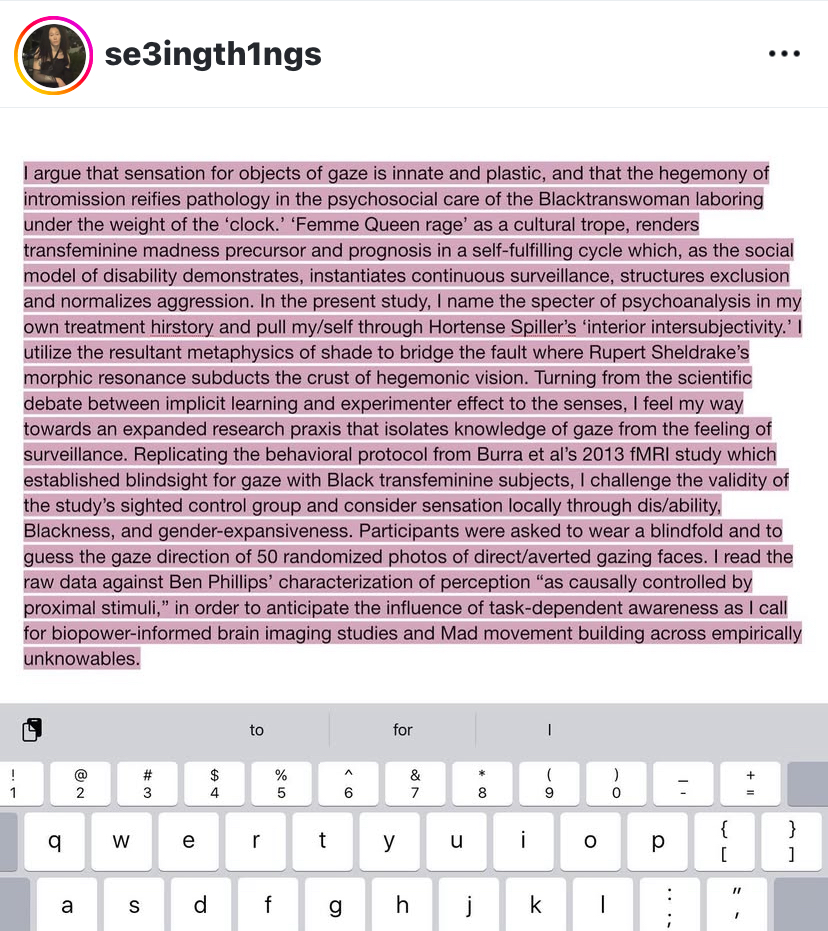 se3ingth1ngs
I argue that sensation for objects of gaze is innate and plastic, and that the hegemony of
intromission reifies pathology in the psychosocial care of the Blacktranswoman laboring
under the weight of the ‘clock.’ ‘Femme Queen rage’ as a cultural trope, renders
transfeminine madness precursor and prognosis in a self-fulfilling cycle which, as the social
model of disability demonstrates, instantiates continuous surveillance, structures exclusion
and normalizes aggression. In the present study, I name the specter of psychoanalysis in my
own treatment hirstory and pull my/self through Hortense Spiller’s ‘interior intersubjectivity.’ I
utilize the resultant metaphysics of shade to bridge the fault where Rupert Sheldrake’s
morphic resonance subducts the crust of hegemonic vision. Turning from the scientific
debate between implicit learning and experimenter effect to the senses, I feel my way
towards an expanded research praxis that isolates knowledge of gaze from the feeling of
surveillance. Replicating the behavioral protocol from Burra et al’s 2013 fMRI study which
established blindsight for gaze with Black transfeminine subjects, I challenge the validity of
the study’s sighted control group and consider sensation locally through dis/ability,
Blackness, and gender-expansiveness. Participants were asked to wear a blindfold and to
guess the gaze direction of 50 randomized photos of direct/averted gazing faces. I read the
raw data against Ben Phillips’ characterization of perception “as causally controlled by
proximal stimuli,” in order to anticipate the influence of task-dependent awareness as I call
for biopower-informed brain imaging studies and Mad movement building across empirically
unknowables.
to for I
! @ # $ % ^ & * ( ) _ +
1 2 3 4 5 6 7 8 9 0 - =
q w e r t y u i o p { }
[ ]
a s d f g h j k l : "
; '